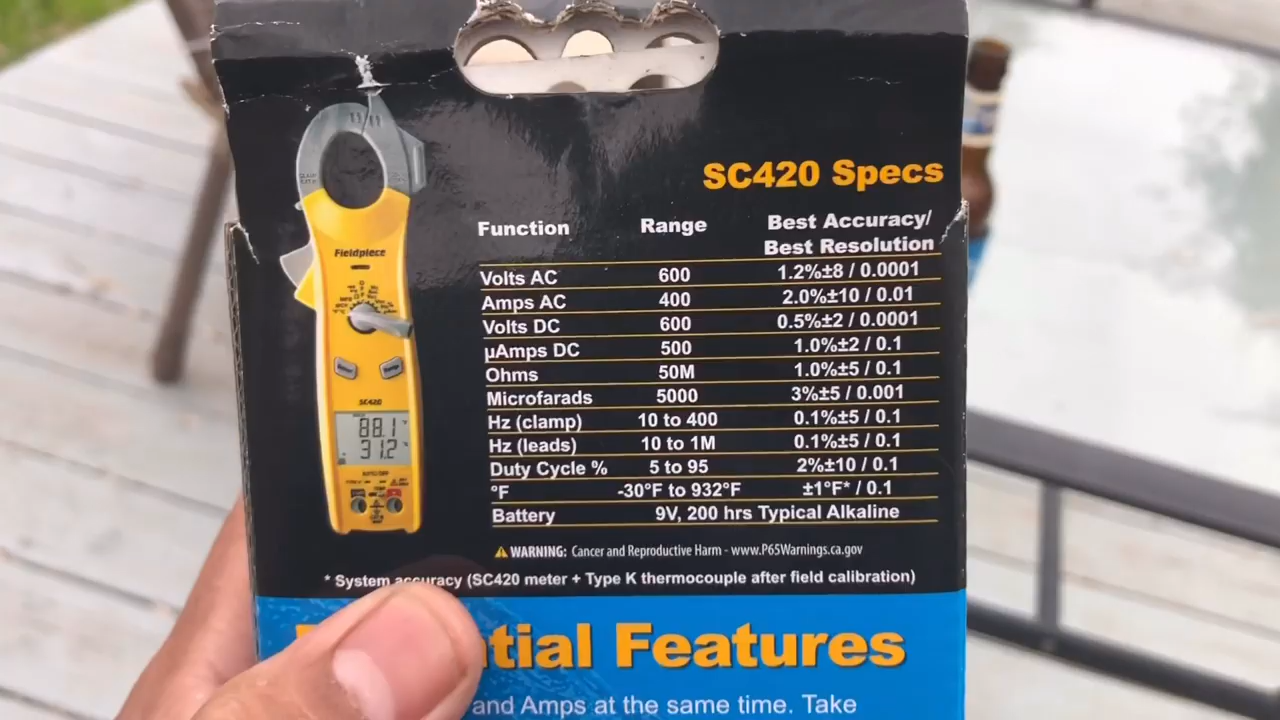 SC420 Specs
Function Range Best Accuracy/
Best Resolution
Volts AC 600 1.2%±8 / 0.0001
Amps AC 400 2.0%±10 / 0.01
Volts DC 600 0.5%±2 / 0.0001
µAmps DC 500 1.0%±2 / 0.1
Ohms 50M 1.0%±5 / 0.1
Microfarads 5000 3%±5 / 0.001
Hz (clamp) 10 to 400 0.1%±5 / 0.1
Hz (leads) 10 to 1M 0.1%±5 / 0.1
Duty Cycle % 5 to 95 2%±10 / 0.1
°F -30°F to 932°F ±1°F* / 0.1
Battery 9V, 200 hrs Typical Alkaline
WARNING: Cancer and Reproductive Harm - www.P65Warnings.ca.gov
* System accuracy (SC420 meter + Type K thermocouple after field calibration)
Features
and Amps at the same time. Take
Fieldpiece
SC420
88.1
31.2